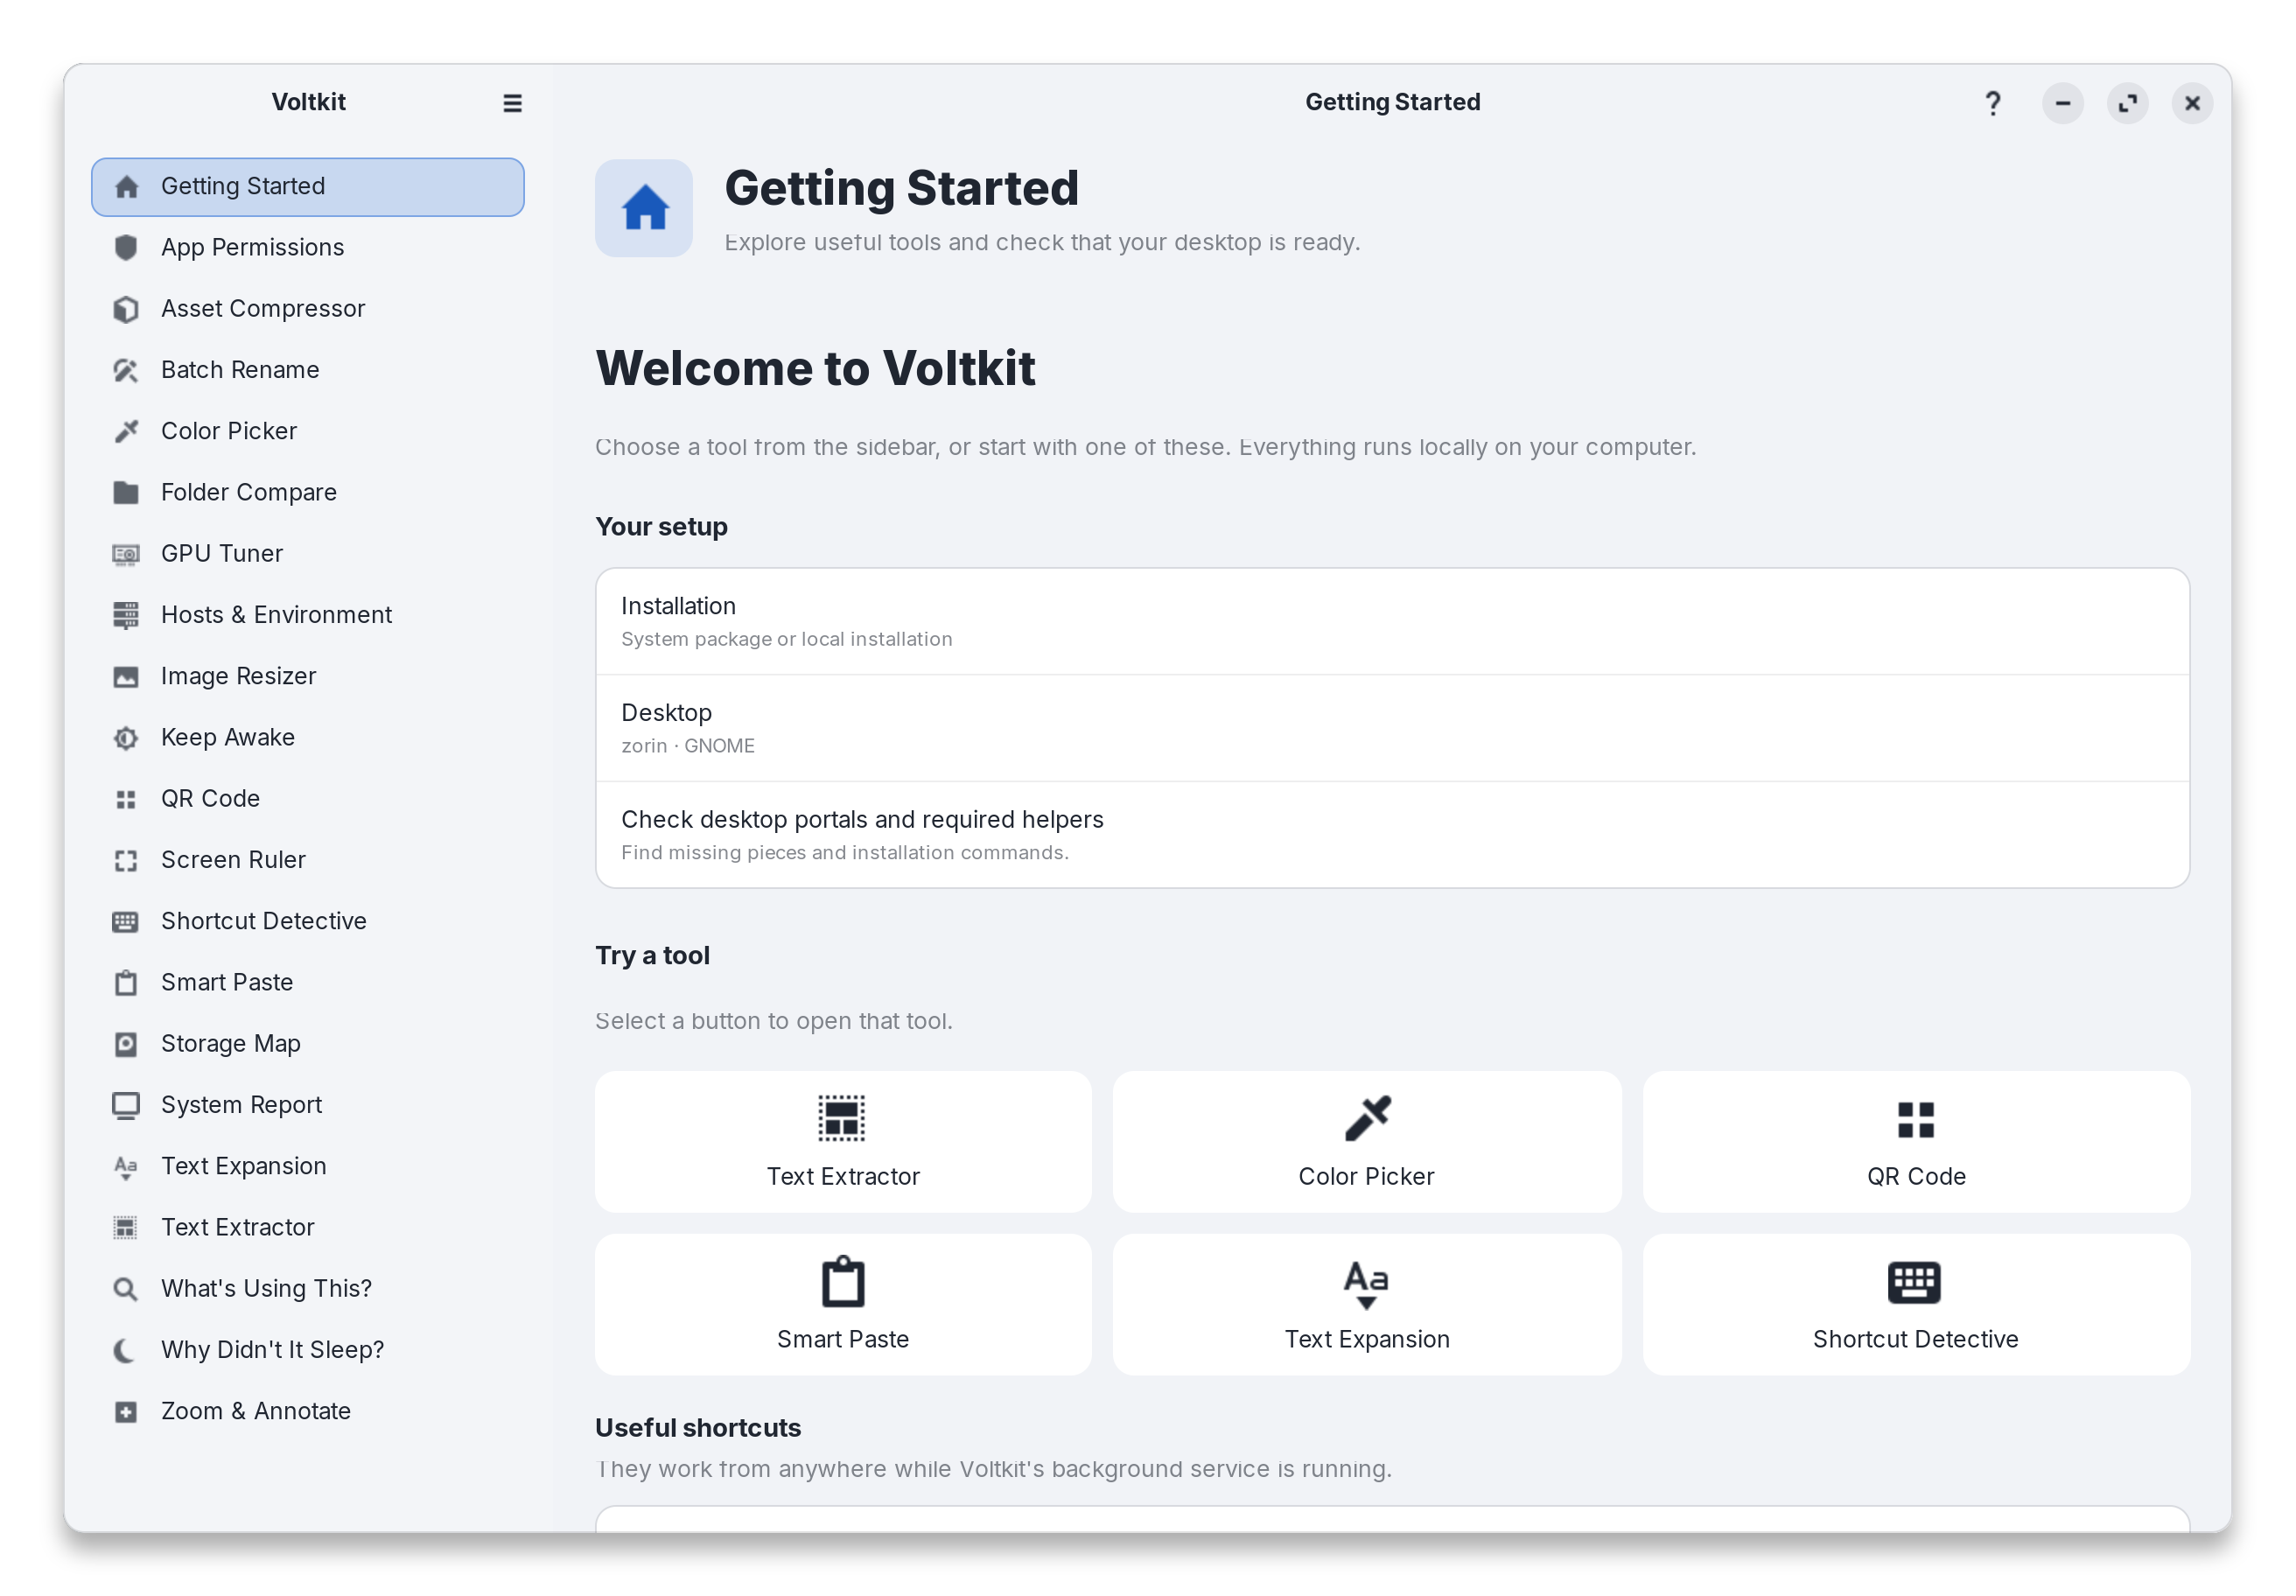 Voltkit
Getting Started
?
Getting Started
App Permissions
Asset Compressor
Batch Rename
Color Picker
Folder Compare
GPU Tuner
Hosts & Environment
Image Resizer
Keep Awake
QR Code
Screen Ruler
Shortcut Detective
Smart Paste
Storage Map
System Report
Text Expansion
Text Extractor
What's Using This?
Why Didn't It Sleep?
Zoom & Annotate
Getting Started
Explore useful tools and check that your desktop is ready.
Welcome to Voltkit
Choose a tool from the sidebar, or start with one of these. Everything runs locally on your computer.
Your setup
Installation
System package or local installation
Desktop
zorin · GNOME
Check desktop portals and required helpers
Find missing pieces and installation commands.
Try a tool
Select a button to open that tool.
Text Extractor
Color Picker
QR Code
Smart Paste
Text Expansion
Shortcut Detective
Useful shortcuts
They work from anywhere while Voltkit's background service is running.